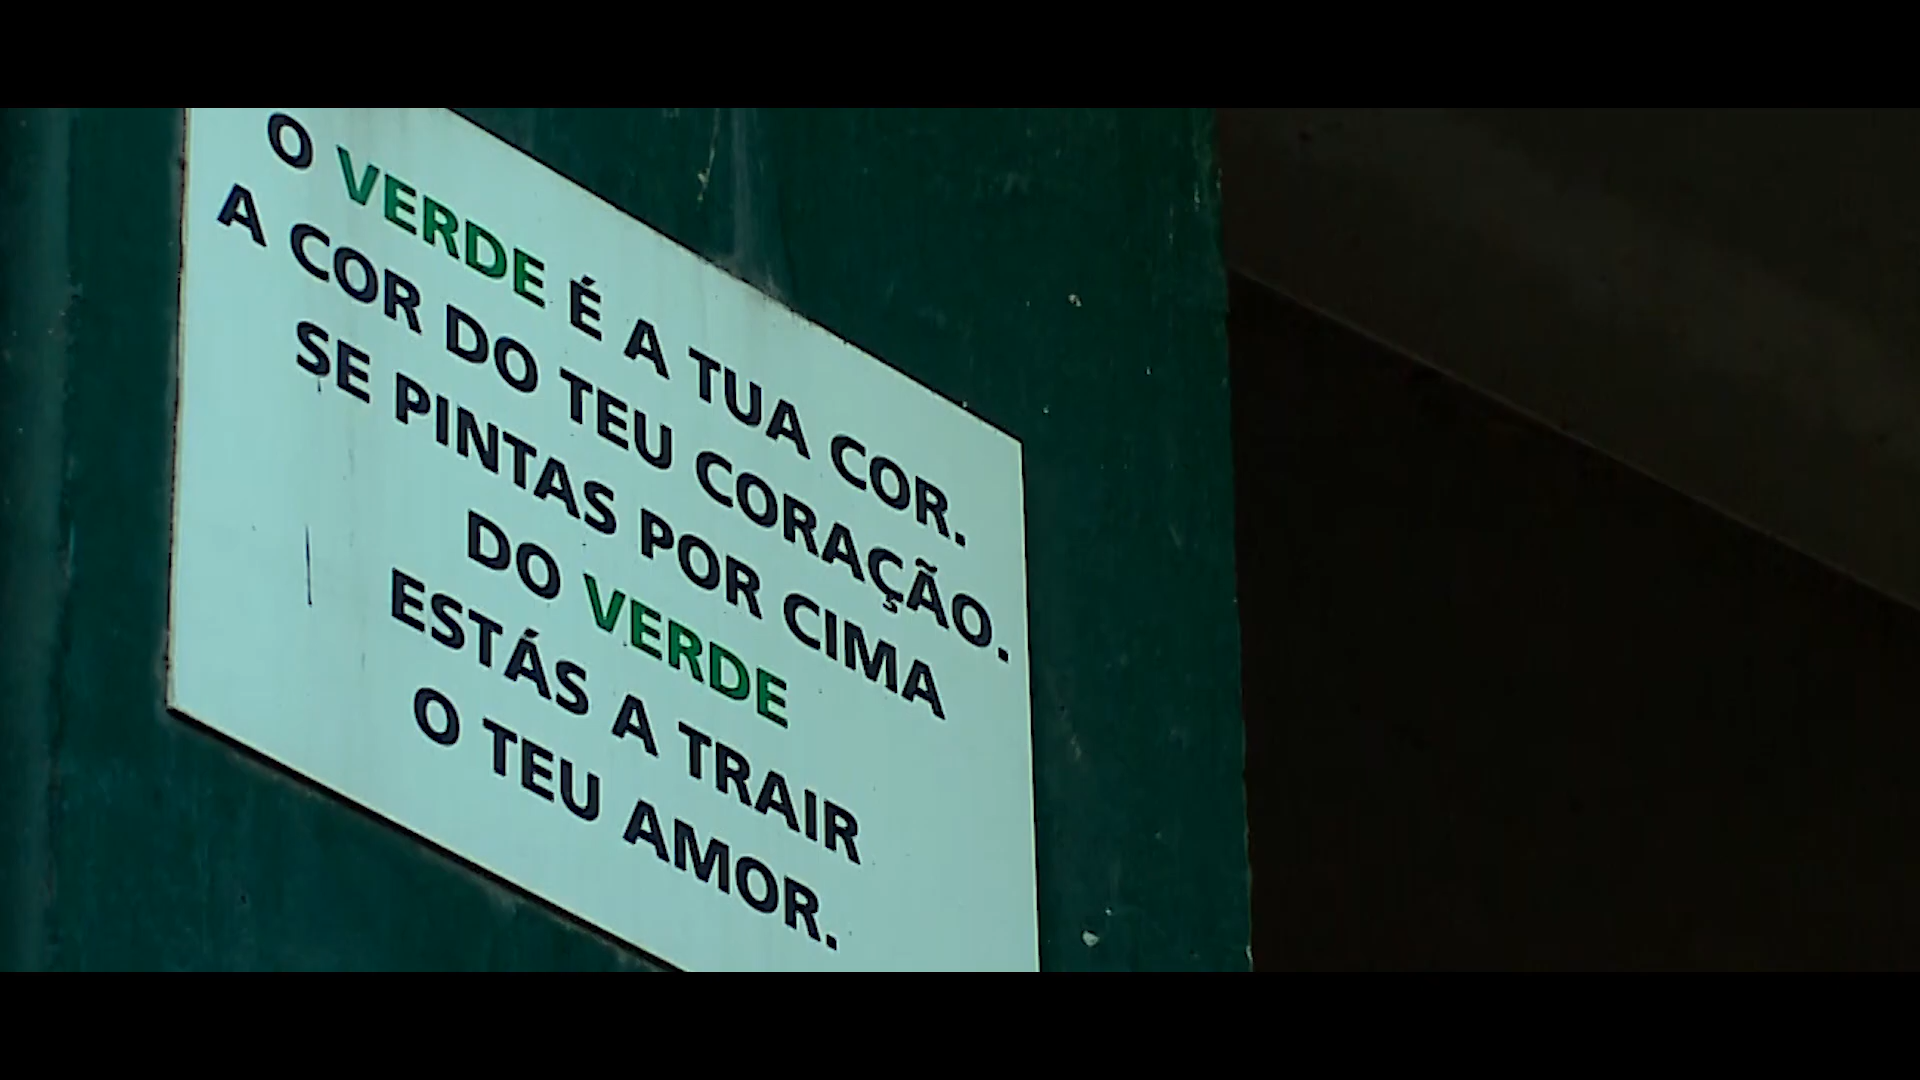 O VERDE É A TUA COR.
A COR DO TEU CORAÇÃO.
SE PINTAS POR CIMA
DO VERDE
ESTÁS A TRAIR
O TEU AMOR.